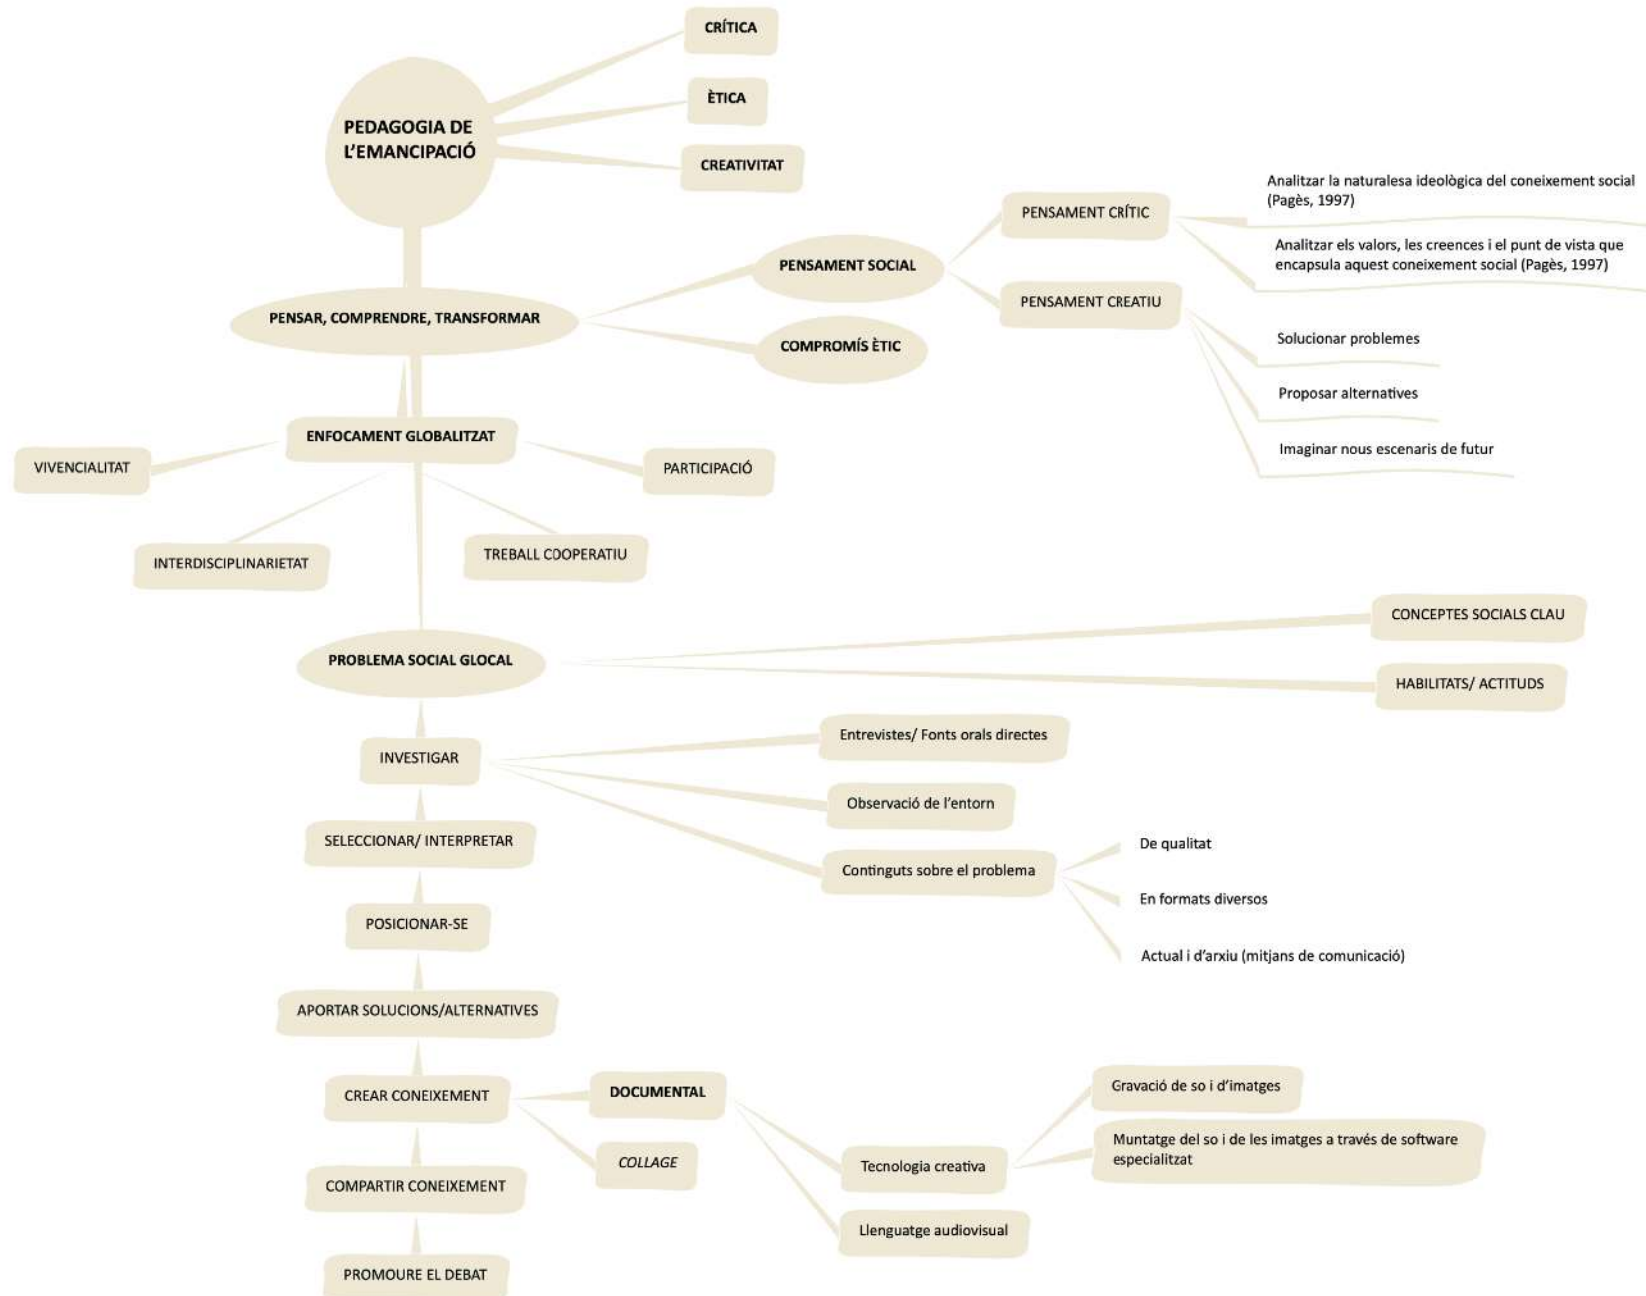 CRÍTICA
ÈTICA
CREATIVITAT
PEDAGOGIA DE
L'EMANCIPACIÓ
PENSAR, COMPRENDRE, TRANSFORMAR
PENSAMENT SOCIAL
COMPROMÍS ÈTIC
PENSAMENT CRÍTIC
PENSAMENT CREATIU
Analitzar la naturalesa ideològica del coneixement social
(Pagès, 1997)
Analitzar els valors, les creences i el punt de vista que
encapsula aquest coneixement social (Pagès, 1997)
Solucionar problemes
Proposar alternatives
Imaginar nous escenaris de futur
ENFOCAMENT GLOBALITZAT
VIVENCIALITAT
PARTICIPACIÓ
INTERDISCIPLINARIETAT
TREBALL COOPERATIU
PROBLEMA SOCIAL GLOCAL
CONCEPTES SOCIALS CLAU
HABILITATS/ ACTITUDS
INVESTIGAR
Entrevistes/ Fonts orals directes
Observació de l'entorn
Continguts sobre el problema
De qualitat
En formats diversos
Actual i d'arxiu (mitjans de comunicació)
SELECCIONAR/ INTERPRETAR
POSICIONAR-SE
APORTAR SOLUCIONS/ALTERNATIVES
CREAR CONEIXEMENT
DOCUMENTAL
COLLAGE
Tecnologia creativa
Gravació de so i d'imatges
Muntatge del so i de les imatges a través de software
especialitzat
Llenguatge audiovisual
COMPARTIR CONEIXEMENT
PROMOURE EL DEBAT